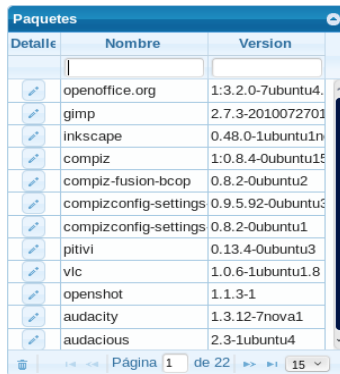 Paquetes
Detalle Nombre Version
openoffice.org 1:3.2.0-7ubuntu4.
gimp 2.7.3-2010072701
inkscape 0.48.0-1ubuntu1n
compiz 1:0.8.4-0ubuntu15
compiz-fusion-bcop 0.8.2-0ubuntu2
compizconfig-settings 0.9.5.92-0ubuntu3
compizconfig-settings 0.8.2-0ubuntu1
pitivi 0.13.4-0ubuntu3
vlc 1.0.6-1ubuntu1.8
openshot 1.1.3-1
audacity 1.3.12-7nova1
audacious 2.3-1ubuntu4
Página 1 de 22 15